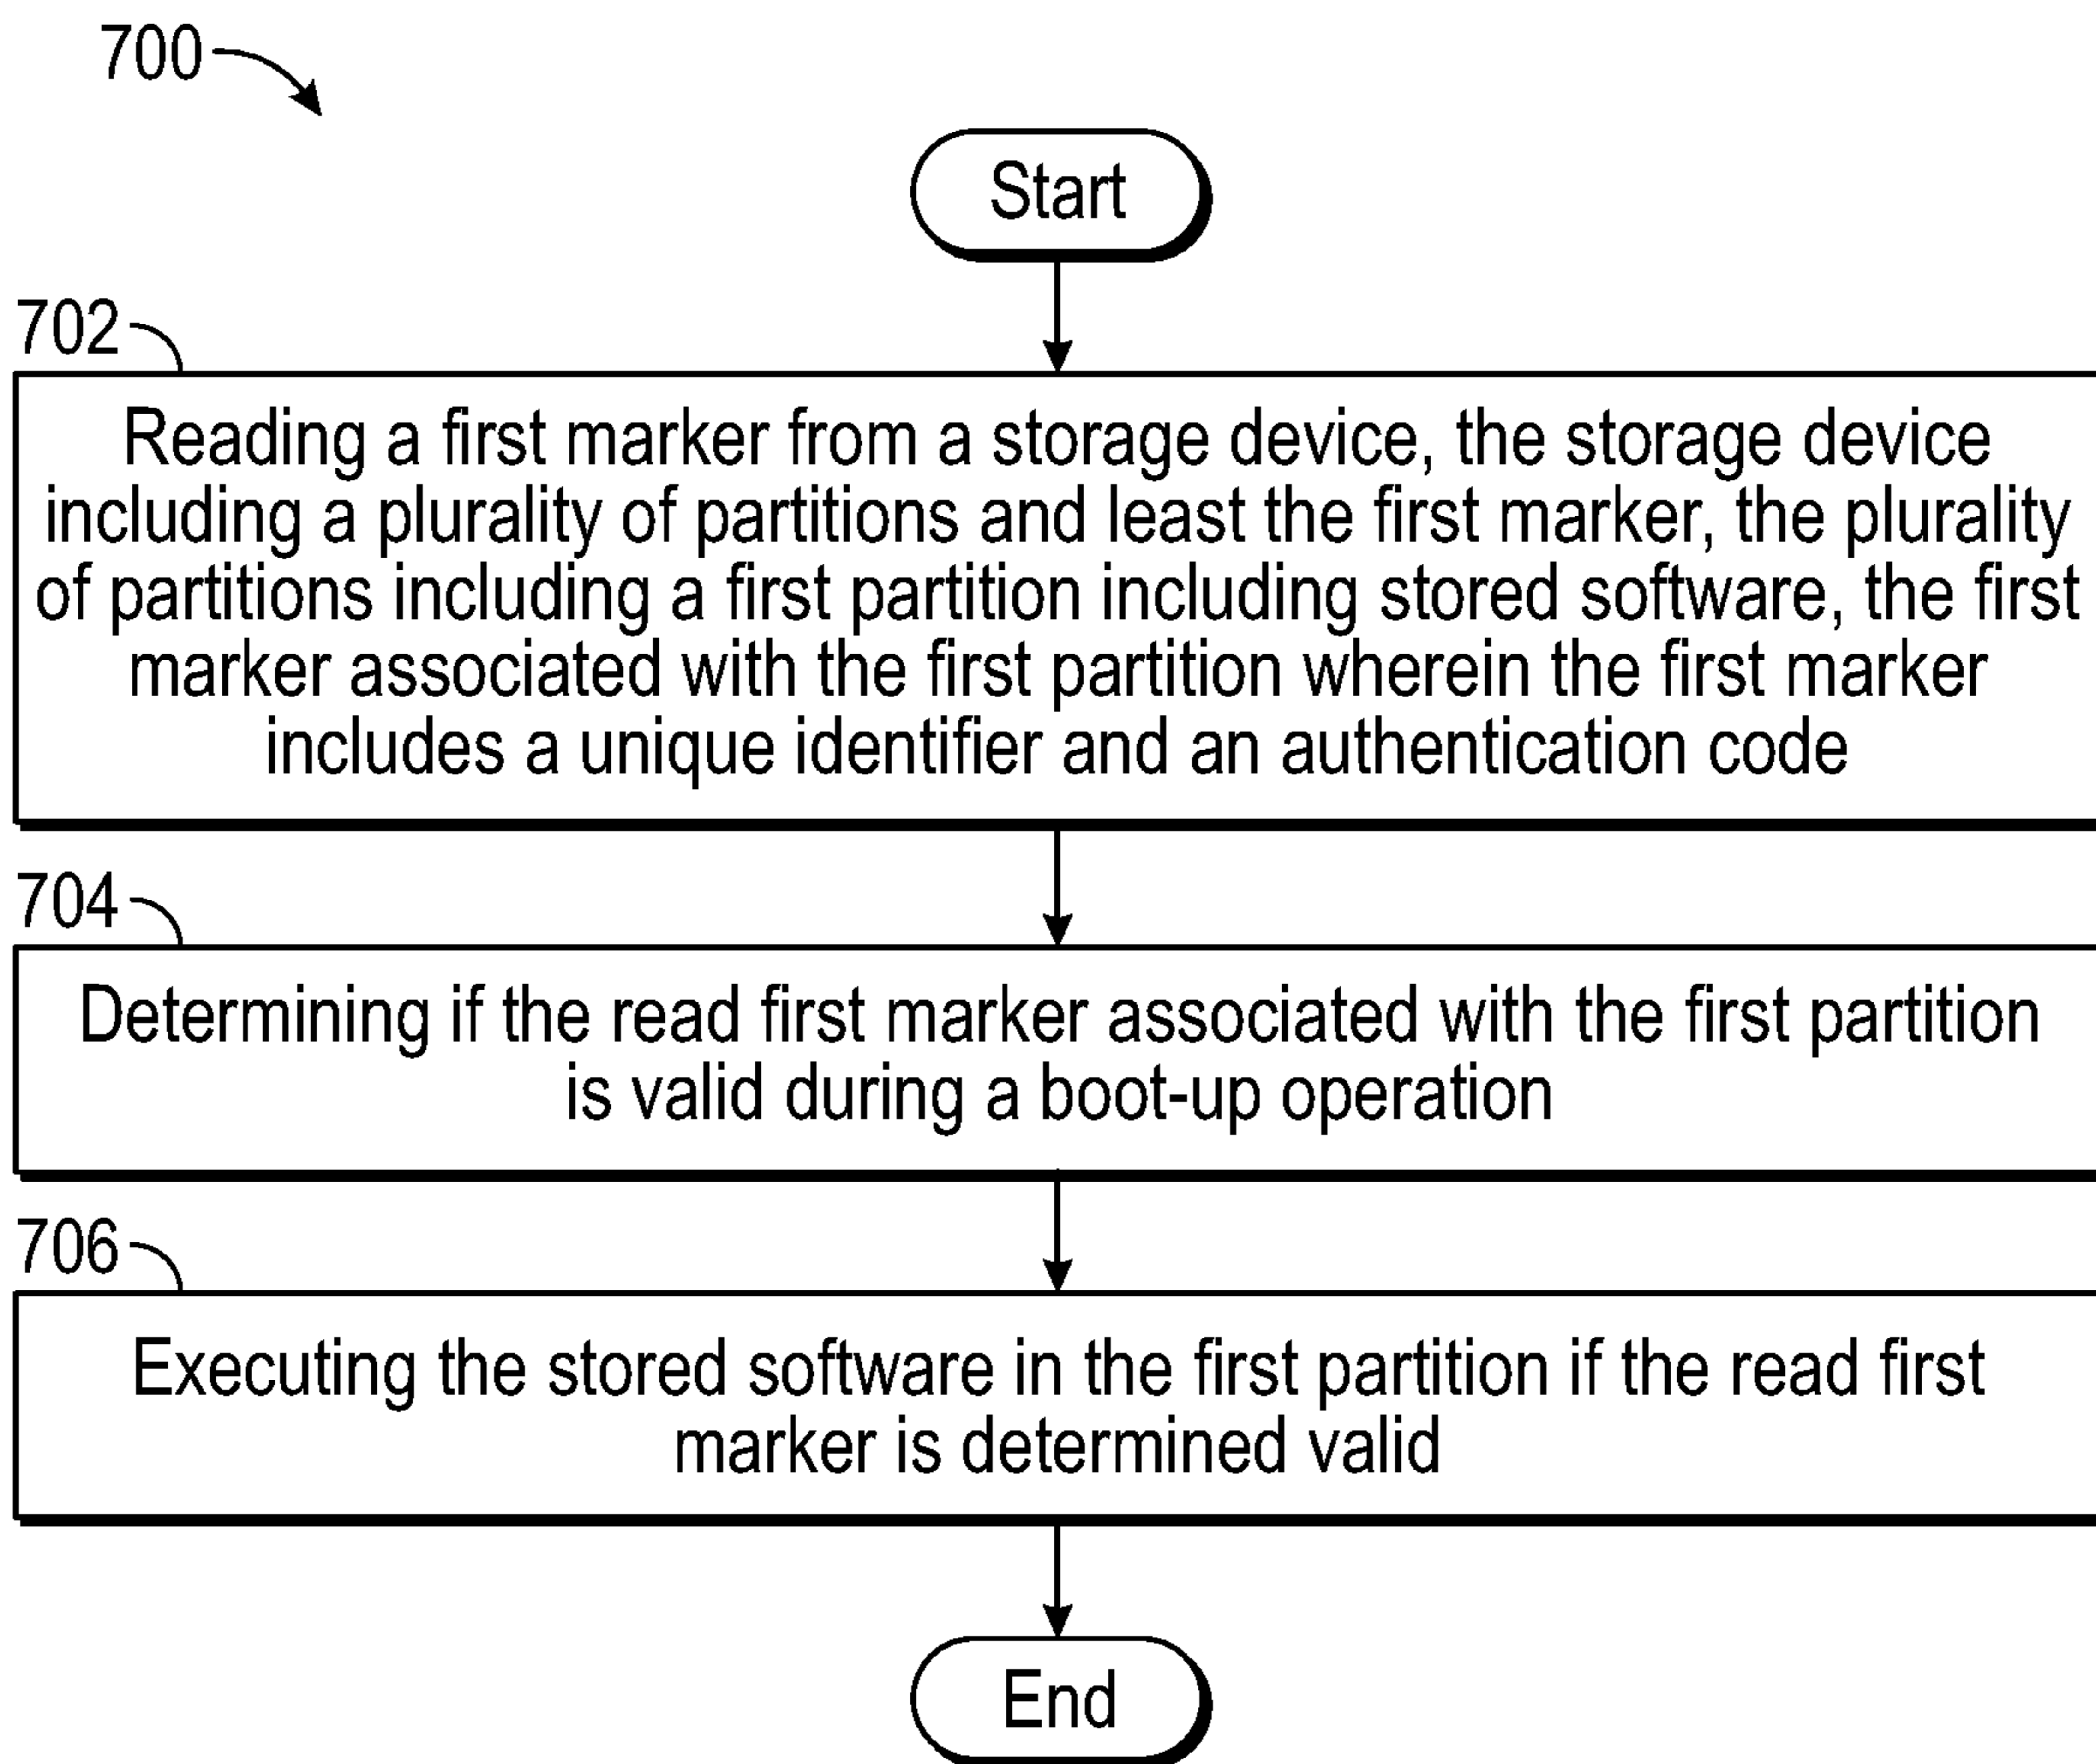 700
Start
702
Reading a first marker from a storage device, the storage device
including a plurality of partitions and least the first marker, the plurality
of partitions including a first partition including stored software, the first
marker associated with the first partition wherein the first marker
includes a unique identifier and an authentication code
704
Determining if the read first marker associated with the first partition
is valid during a boot-up operation
706
Executing the stored software in the first partition if the read first
marker is determined valid
End